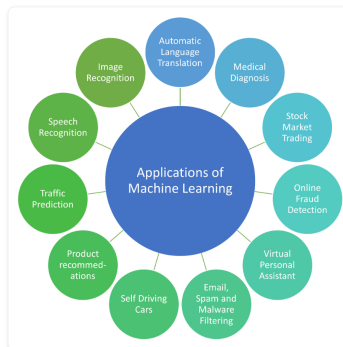 Automatic
Language
Translation
Medical
Diagnosis
Stock
Market
Trading
Online
Fraud
Detection
Virtual
Personal
Assistant
Email,
Spam and
Malware
Filtering
Self Driving
Cars
Product
recommed-
ations
Traffic
Prediction
Speech
Recognition
Image
Recognition
Applications of
Machine Learning